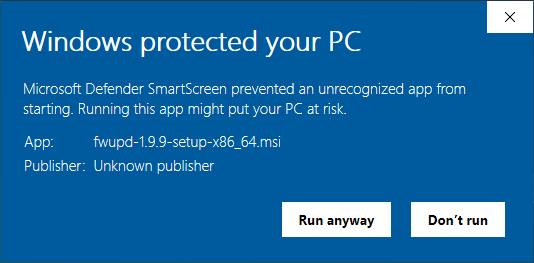 Windows protected your PC
Microsoft Defender SmartScreen prevented an unrecognized app from
starting. Running this app might put your PC at risk.
App: fwupd-1.9.9-setup-x86_64.msi
Publisher: Unknown publisher
Run anyway Don't run